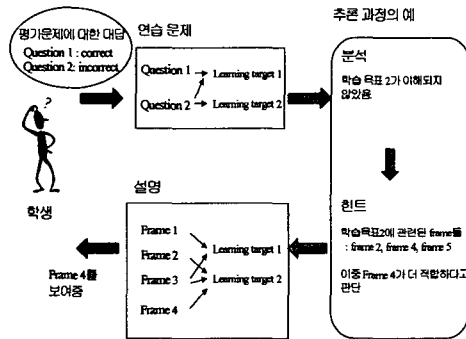 평가문제에 대한 대답
Question 1 : correct
Question 2: incorrect
?
학생
연습 문제
Question 1
Learning target 1
Question 2
Learning target 2
추론 과정의 예
분석
학습 목표 2가 이해되지
않았음.
힌트
학습목표2에 관련된 frame들
: frame 2, frame 4, frame 5
이중 Frame 4가 더 적합하다고
판단
설명
Frame 1
Learning target 1
Frame 2
Frame 3
Learning target 2
Frame 4
Frame 4를
보여줌